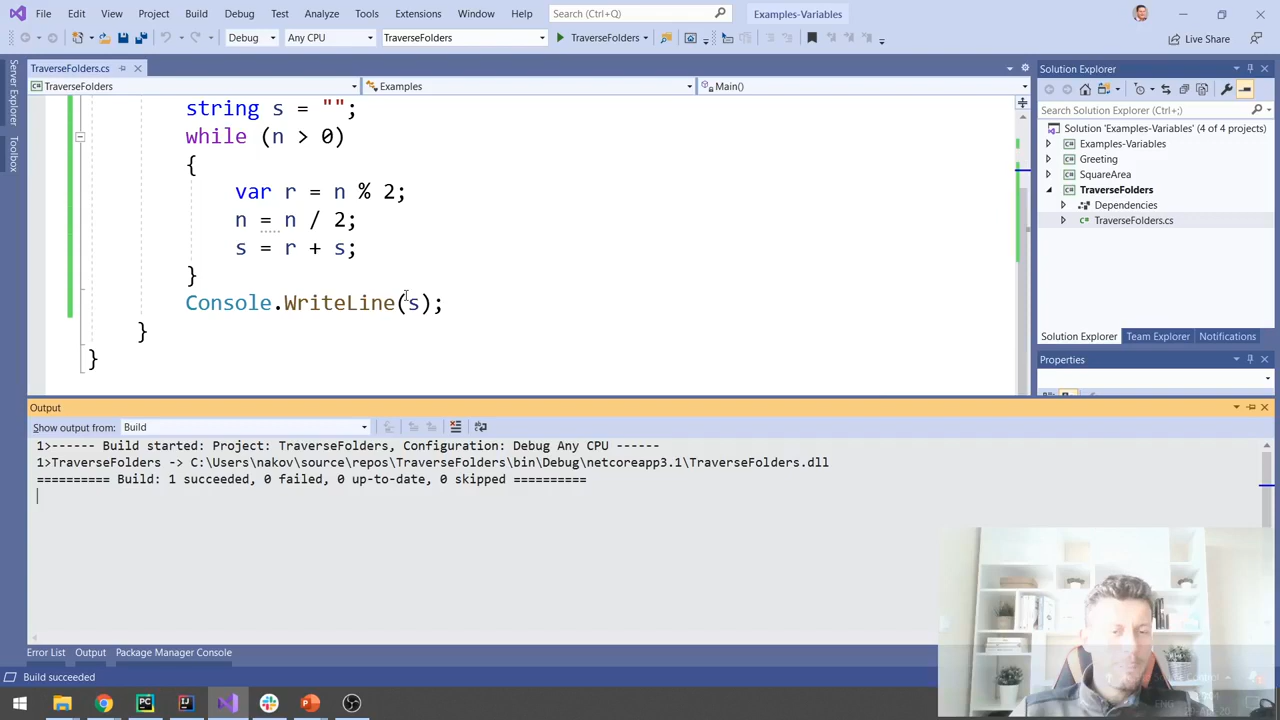 File Edit View Project Build Debug Test Analyze Tools Extensions Window Help Search (Ctrl+Q) Examples-Variables
Debug Any CPU TraverseFolders TraverseFolders Live Share
Server Explorer
Toolbox
TraverseFolders.cs
TraverseFolders Examples Main()
string s = "";
while (n > 0)
{
var r = n % 2;
n = n / 2;
s = r + s;
}
Console.WriteLine(s);
}
}
Solution Explorer
Search Solution Explorer (Ctrl+;)
Solution 'Examples-Variables' (4 of 4 projects)
Examples-Variables
Greeting
SquareArea
TraverseFolders
Dependencies
TraverseFolders.cs
Solution Explorer Team Explorer Notifications
Properties
Output
Show output from: Build
1>------ Build started: Project: TraverseFolders, Configuration: Debug Any CPU ------
1>TraverseFolders -> C:\Users\nakov\source\repos\TraverseFolders\bin\Debug\netcoreapp3.1\TraverseFolders.dll
========== Build: 1 succeeded, 0 failed, 0 up-to-date, 0 skipped ==========
Error List Output Package Manager Console
Build succeeded